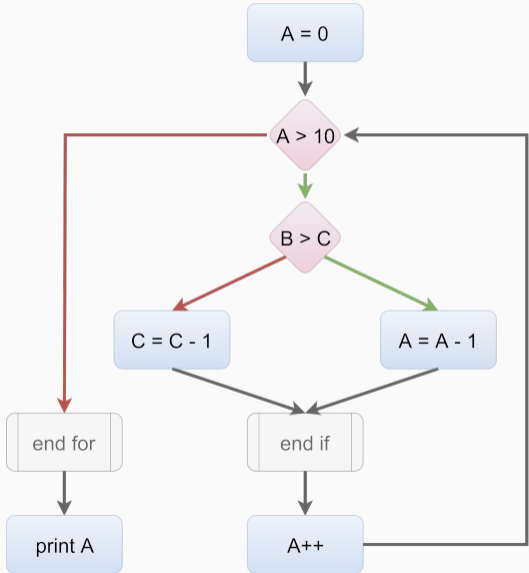 A = 0
A > 10
B > C
C = C - 1
A = A - 1
end for
end if
print A
A++